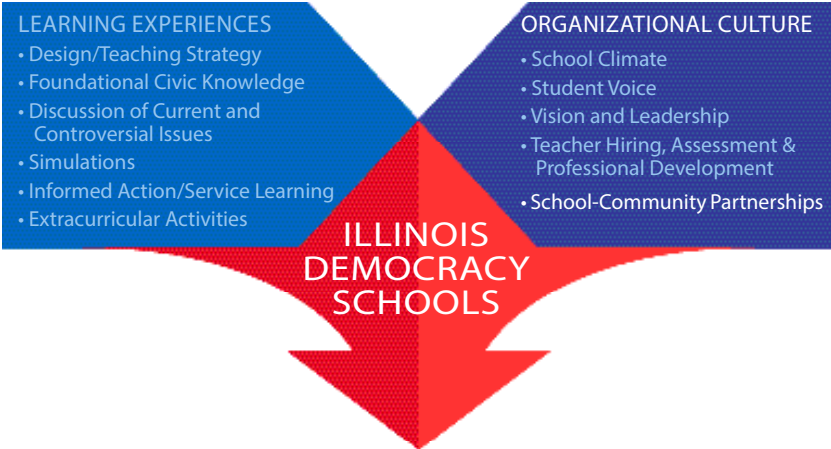 LEARNING EXPERIENCES
• Design/Teaching Strategy
• Foundational Civic Knowledge
• Discussion of Current and
Controversial Issues
• Simulations
• Informed Action/Service Learning
• Extracurricular Activities
ORGANIZATIONAL CULTURE
• School Climate
• Student Voice
• Vision and Leadership
• Teacher Hiring, Assessment &
Professional Development
• School-Community Partnerships
ILLINOIS
DEMOCRACY
SCHOOLS